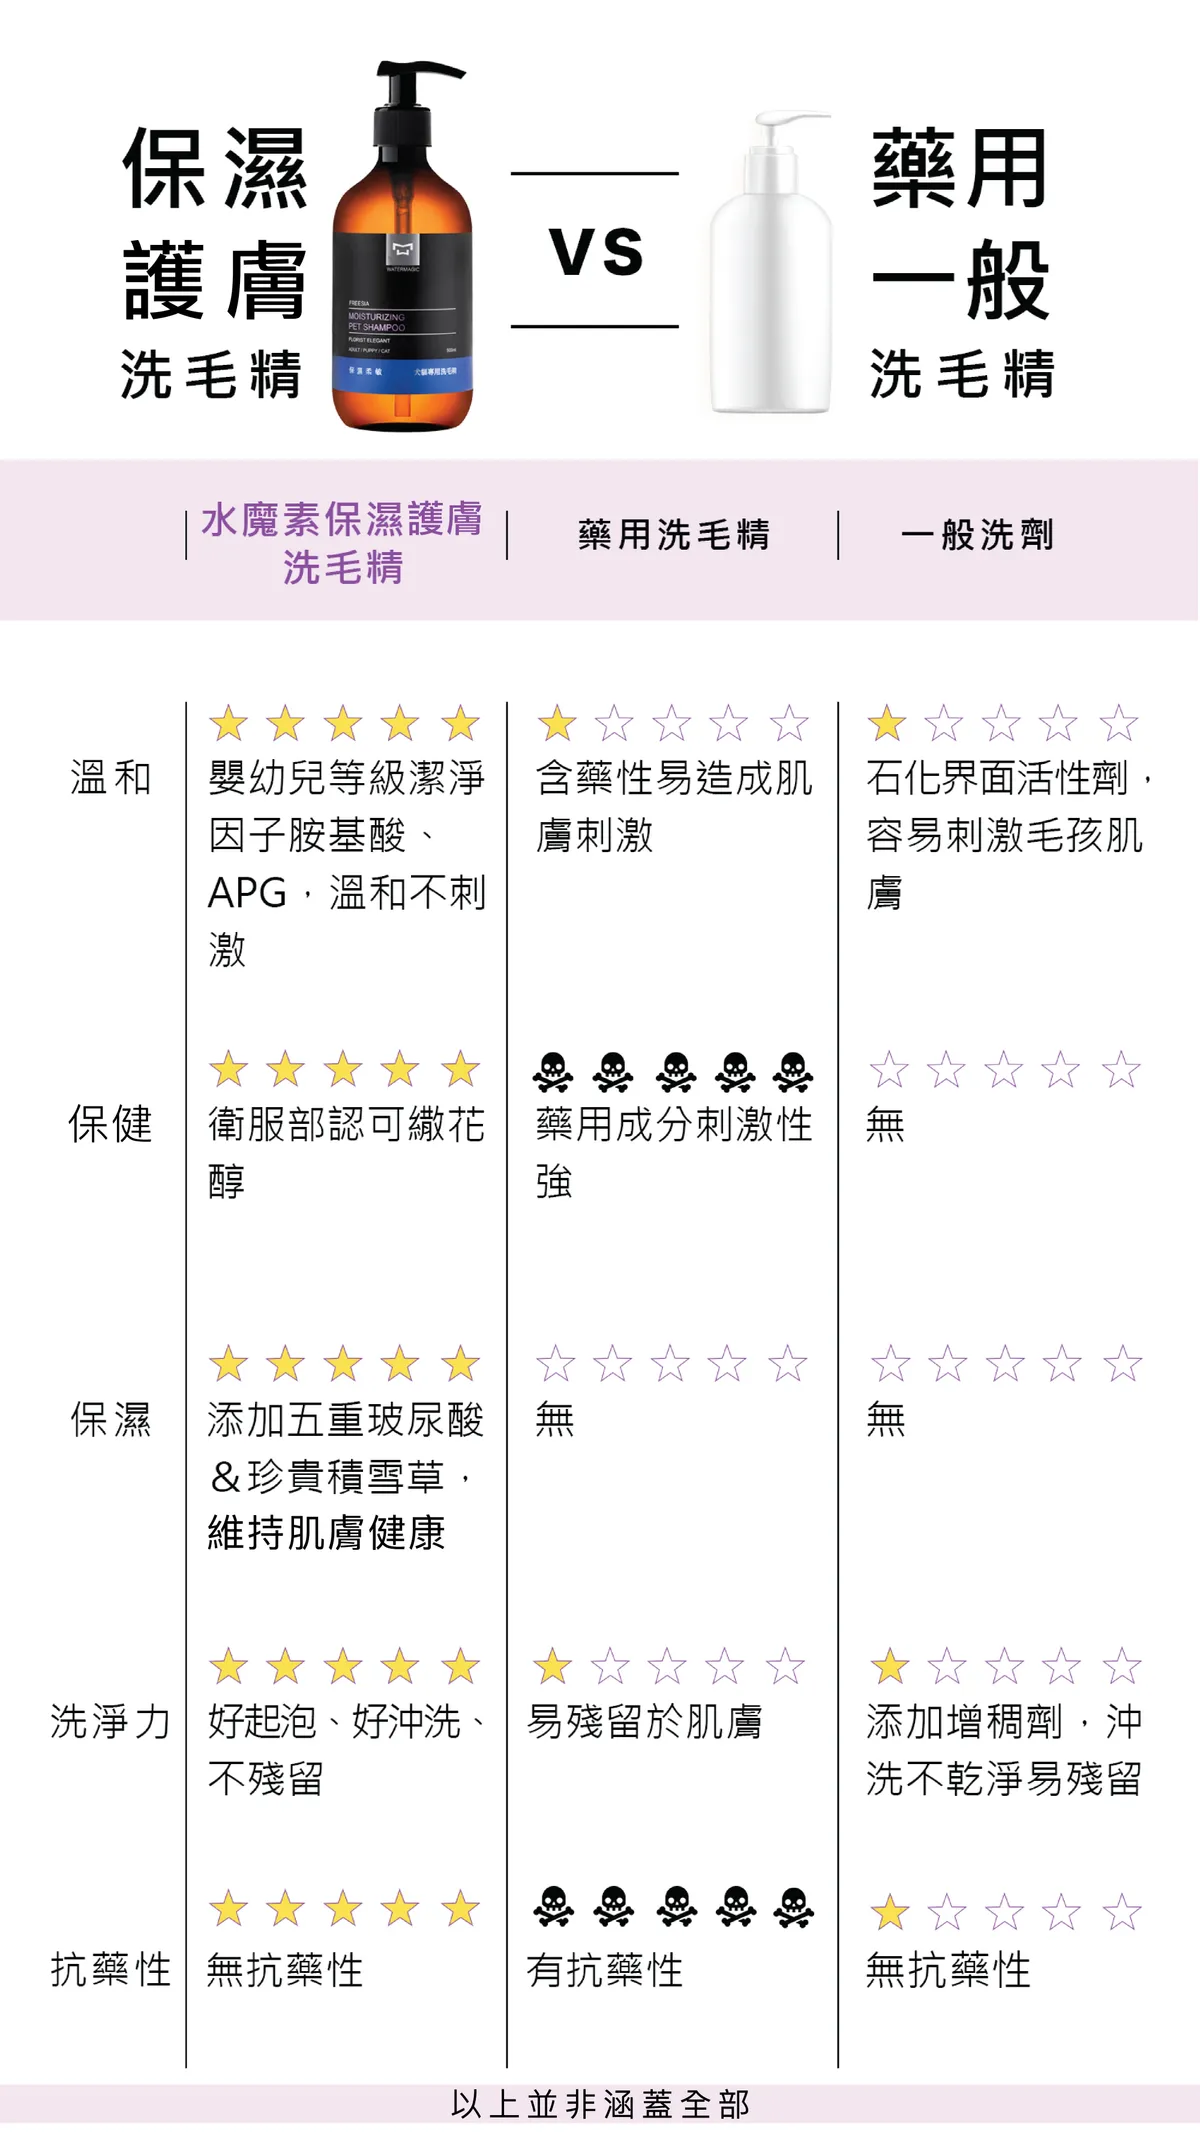 保濕
護膚
洗毛精
WATERMAGIC
FREESIA
MOISTURIZING
PET SHAMPOO
FLORIST ELEGANT
ADULT / PUPPY / CAT 500ml
保濕柔敏 犬貓專用洗毛精
VS
藥用
一般
洗毛精
水魔素保濕護膚
洗毛精
藥用洗毛精
一般洗劑
溫和
嬰幼兒等級潔淨
因子胺基酸、
APG，溫和不刺
激
含藥性易造成肌
膚刺激
石化界面活性劑，
容易刺激毛孩肌
膚
保健
衛服部認可繖花
醇
藥用成分刺激性
強
無
保濕
添加五重玻尿酸
&珍貴積雪草，
維持肌膚健康
無
無
洗淨力
好起泡、好沖洗、
不殘留
易殘留於肌膚
添加增稠劑，沖
洗不乾淨易殘留
抗藥性
無抗藥性
有抗藥性
無抗藥性
以上並非涵蓋全部